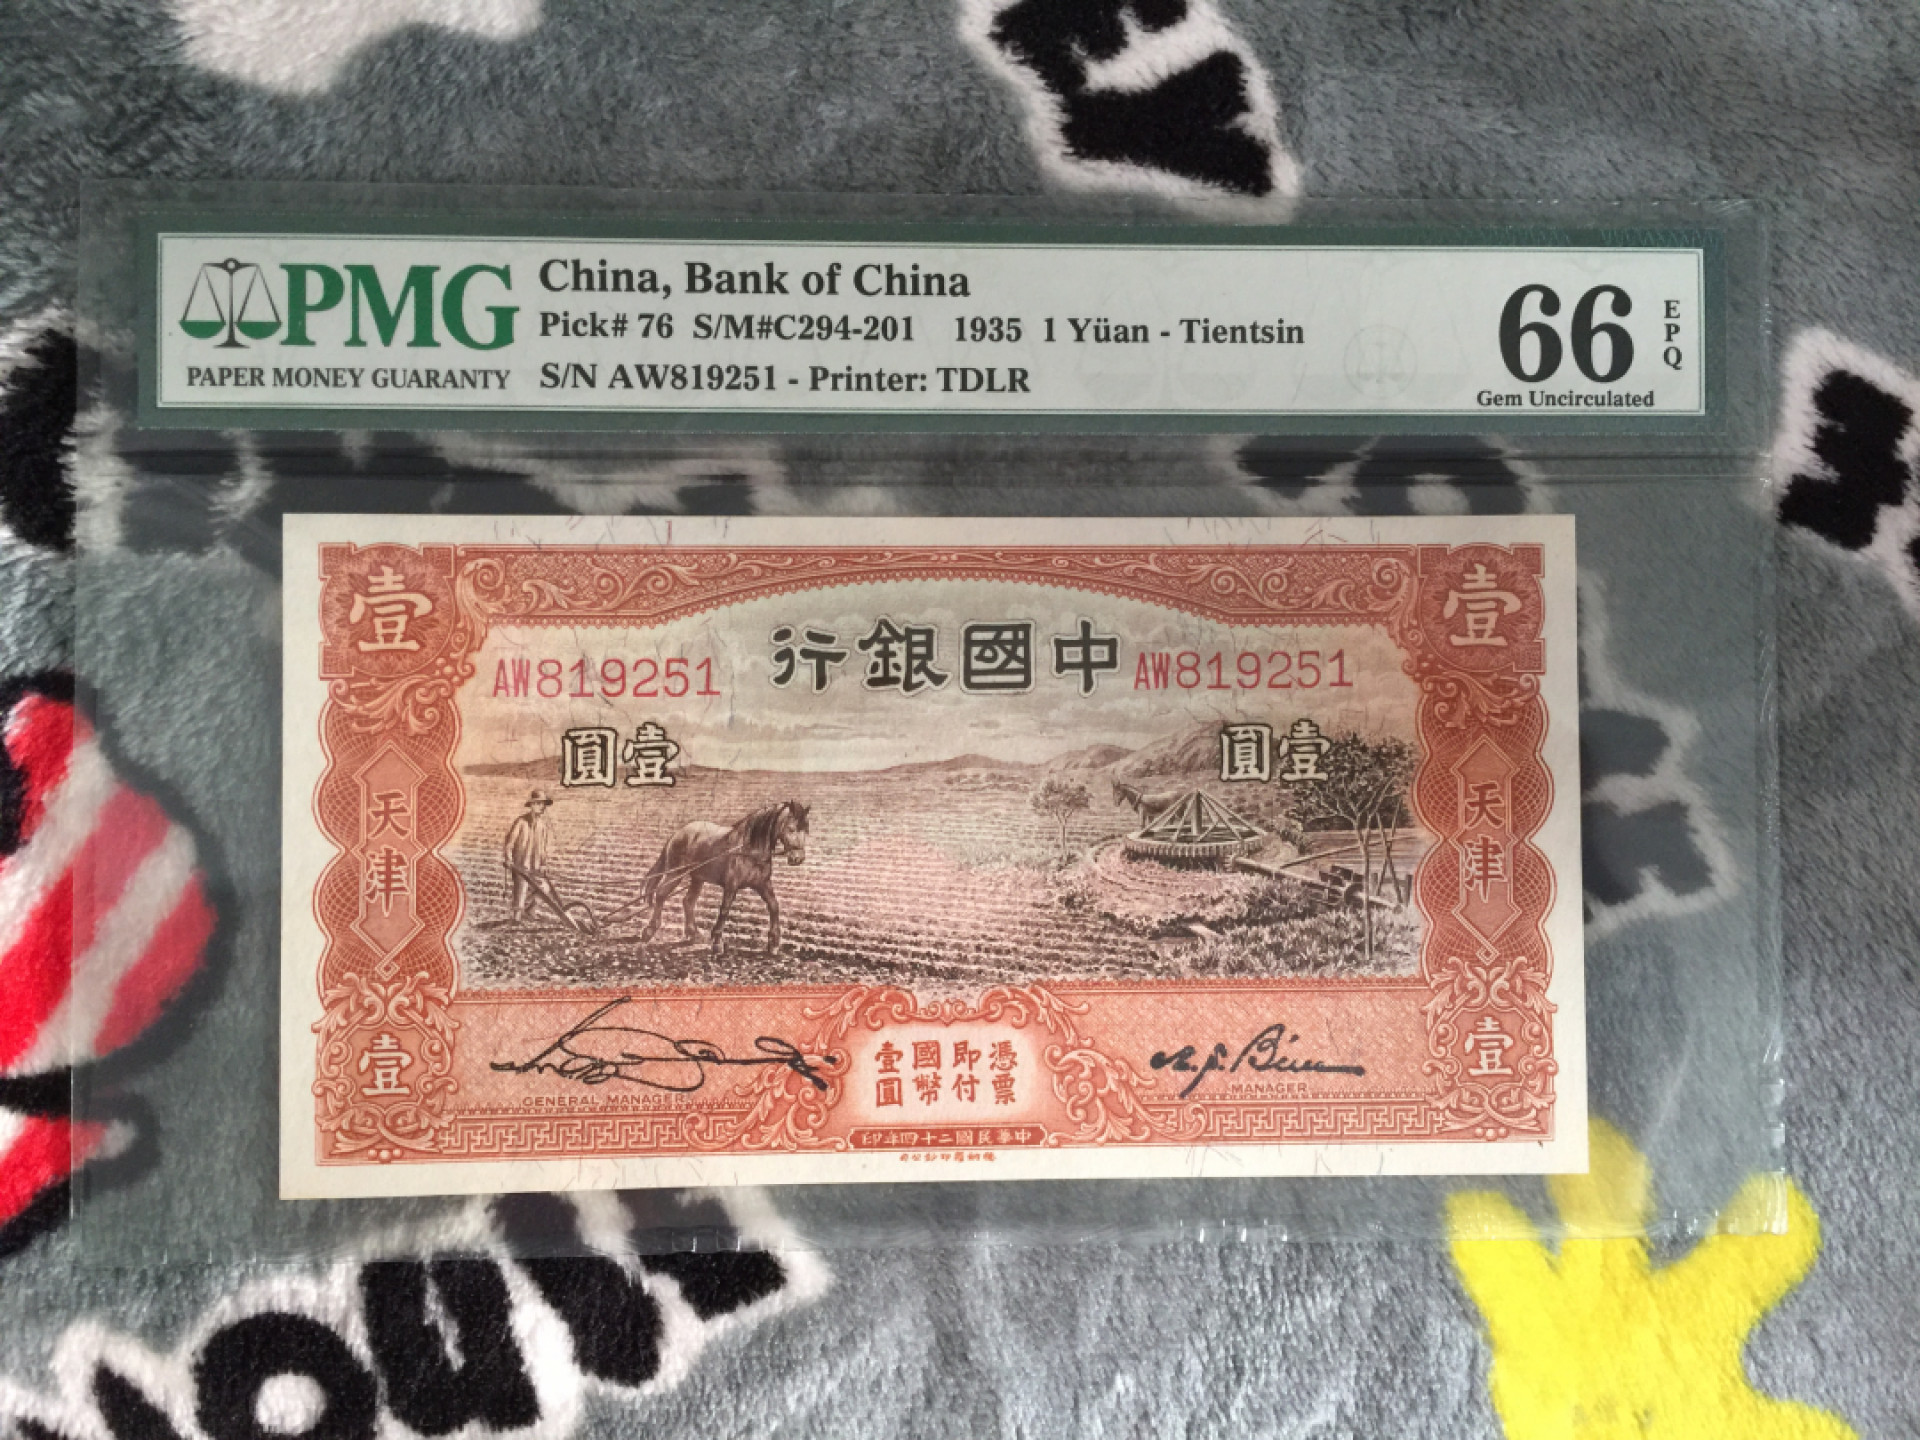 PMG
PAPER MONEY GUARANTY
China, Bank of China
Pick# 76 S/M#C294-201 1935 1 Yüan - Tientsin
S/N AW819251 - Printer: TDLR
66
EPQ
Gem Uncirculated
壹
壹
中國銀行
AW819251
AW819251
壹圓
壹圓
天津
天津
憑票
即付
國幣
壹圓
壹
壹
GENERAL MANAGER
MANAGER
中華民國二十四年印